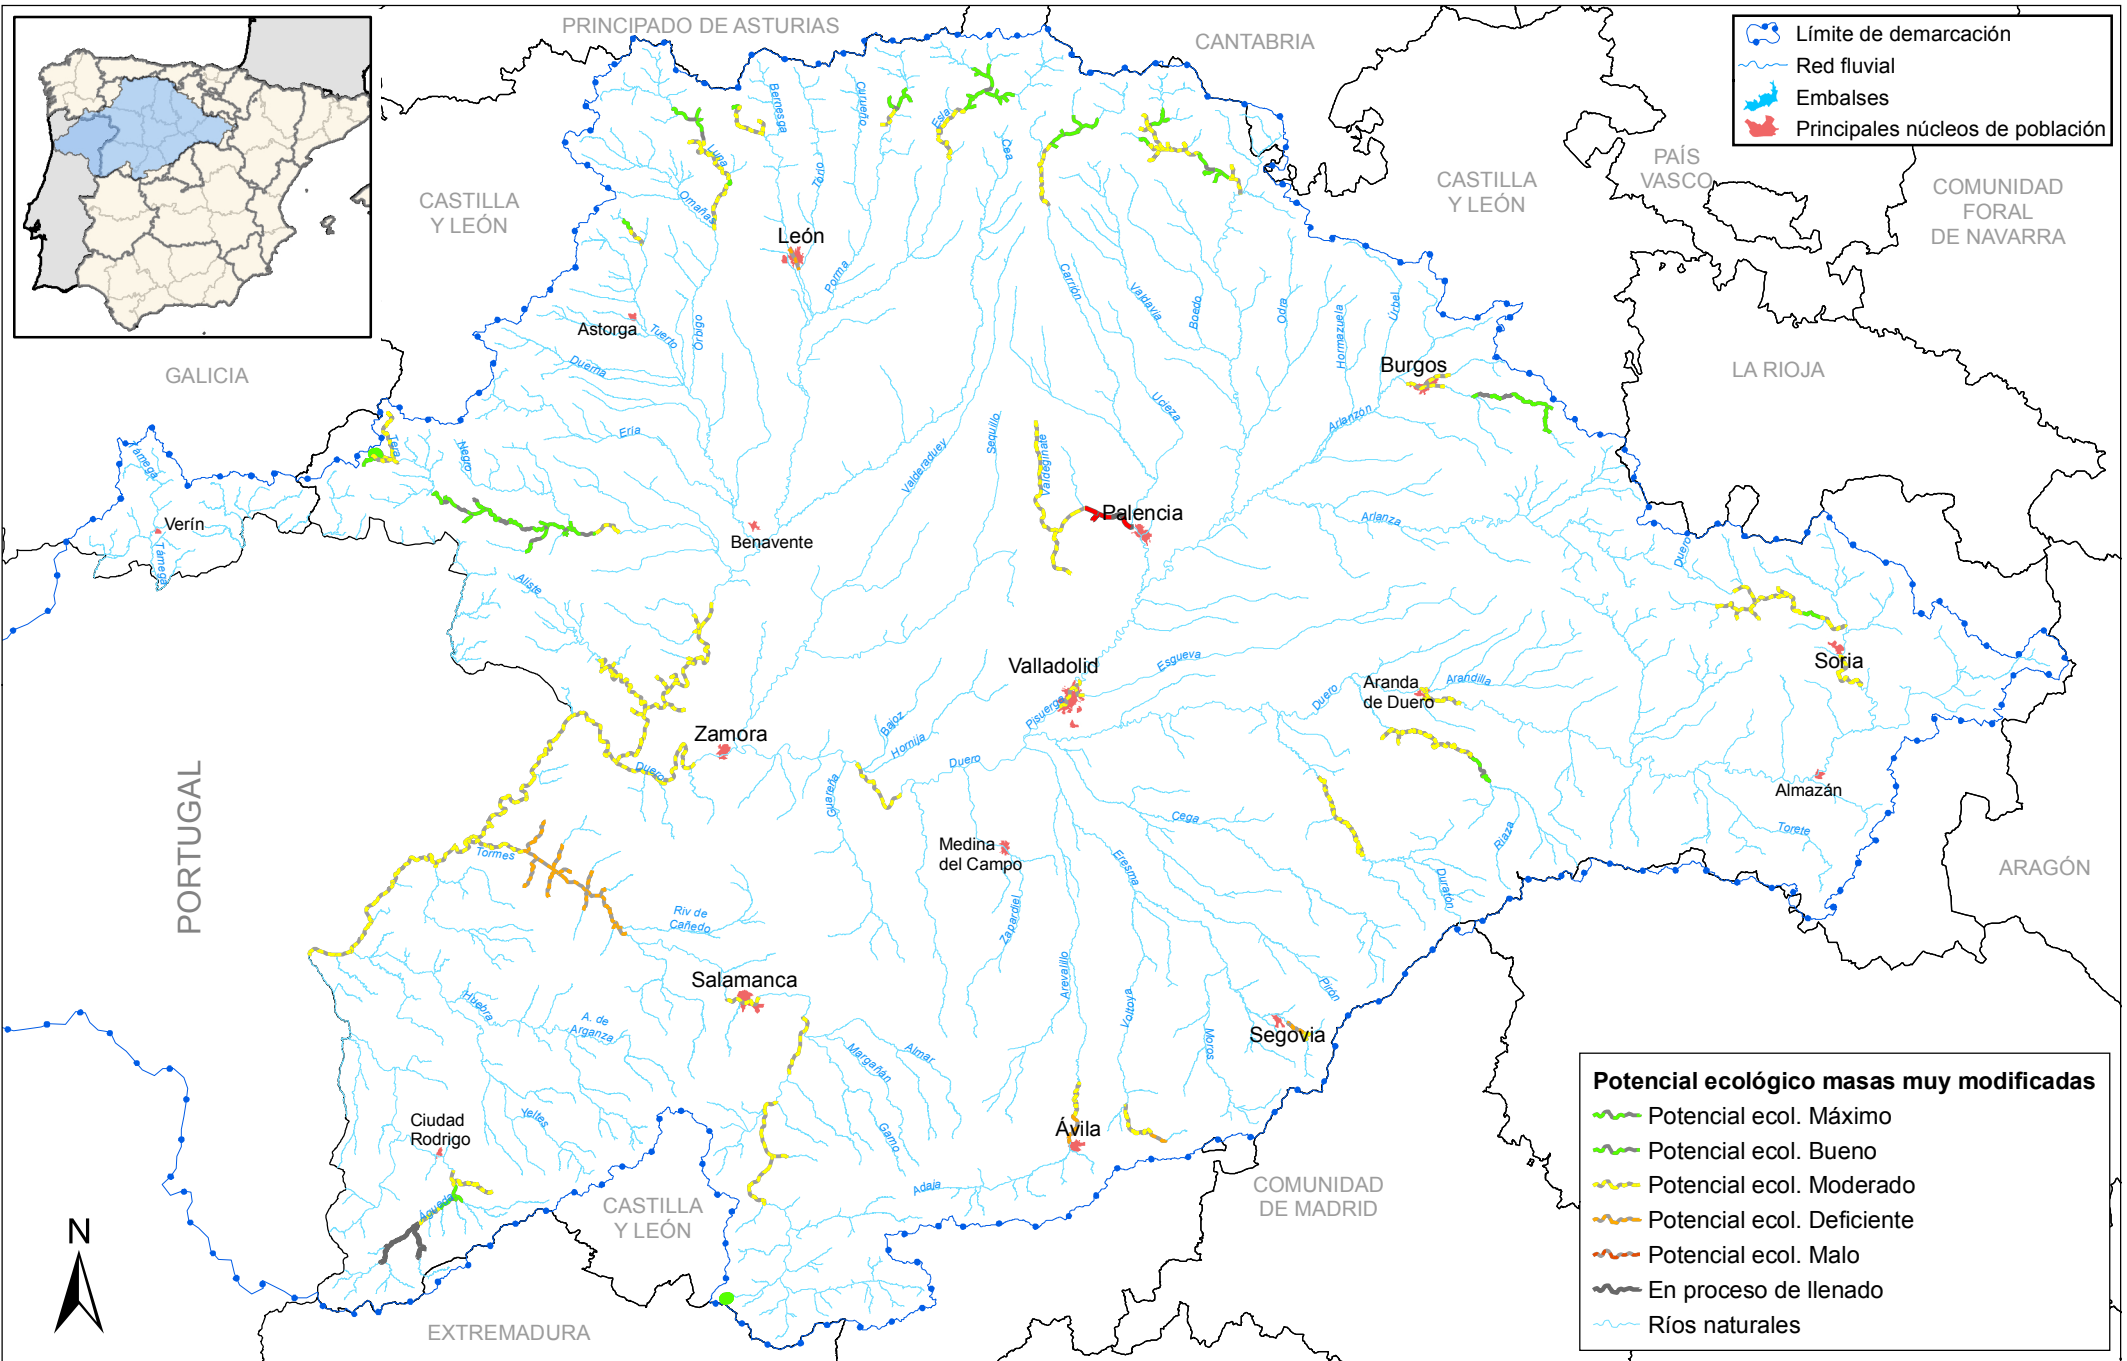 PRINCIPADO DE ASTURIAS
CANTABRIA
Límite de demarcación
Red fluvial
Embalses
Principales núcleos de población
PAÍS
VASCO
COMUNIDAD
FORAL
DE NAVARRA
CASTILLA
Y LEÓN
CASTILLA
Y LEÓN
Bernesga
Curueño
Esla
Cea
Luna
Torío
Omañas
León
Porma
Carrión
Valdavia
Boedo
Odra
Hormazuela
Úrbel
Astorga
Tuerto
Órbigo
Duerna
GALICIA
LA RIOJA
Burgos
Ucieza
Arlanzón
Eria
Tera
Negro
Támega
Valderaduey
Sequillo
Valdeginate
Verín
Támega
Palencia
Benavente
Arlanza
Duero
Aliste
Valladolid
Esgueva
Pisuerga
Aranda
de Duero
Arandilla
Duero
Soria
Zamora
Duero
Bajoz
Hornija
Duero
Guareña
Almazán
Torete
PORTUGAL
Cega
Medina
del Campo
Eresma
Riaza
Duratón
ARAGÓN
Tormes
Riv de
Cañedo
Zapardiel
Salamanca
Arevalillo
Voltoya
Pirón
Huebra
A. de
Arganza
Moros
Segovia
Almar
Margañán
Gamo
Yeltes
Ciudad
Rodrigo
Ávila
Águeda
Adaja
CASTILLA
Y LEÓN
COMUNIDAD
DE MADRID
EXTREMADURA
N
Potencial ecológico masas muy modificadas
Potencial ecol. Máximo
Potencial ecol. Bueno
Potencial ecol. Moderado
Potencial ecol. Deficiente
Potencial ecol. Malo
En proceso de llenado
Ríos naturales